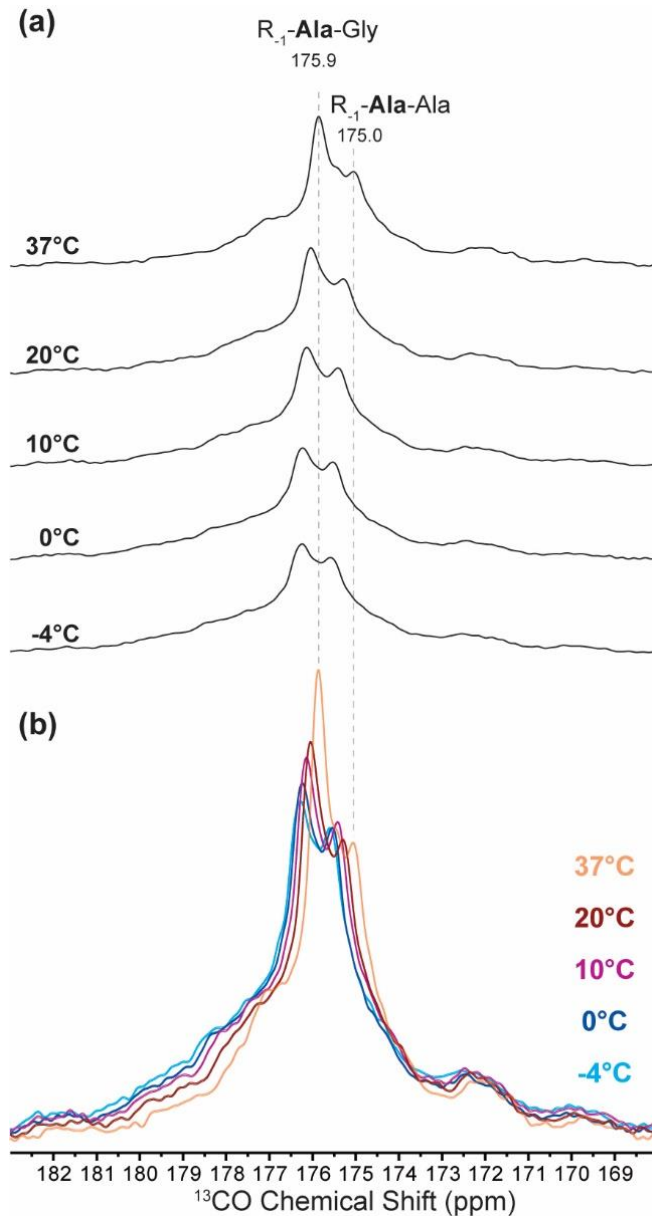 (a)
R₋₁-Ala-Gly
175.9
R₋₁-Ala-Ala
175.0
37°C
20°C
10°C
0°C
-4°C
(b)
37°C
20°C
10°C
0°C
-4°C
182 181 180 179 178 177 176 175 174 173 172 171 170 169
¹³CO Chemical Shift (ppm)